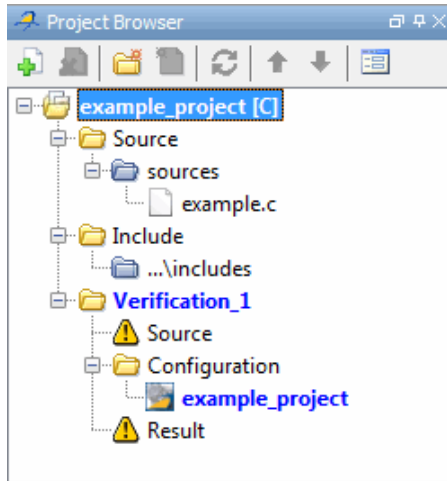 Project Browser
example_project [C]
Source
sources
example.c
Include
...\includes
Verification_1
Source
Configuration
example_project
Result